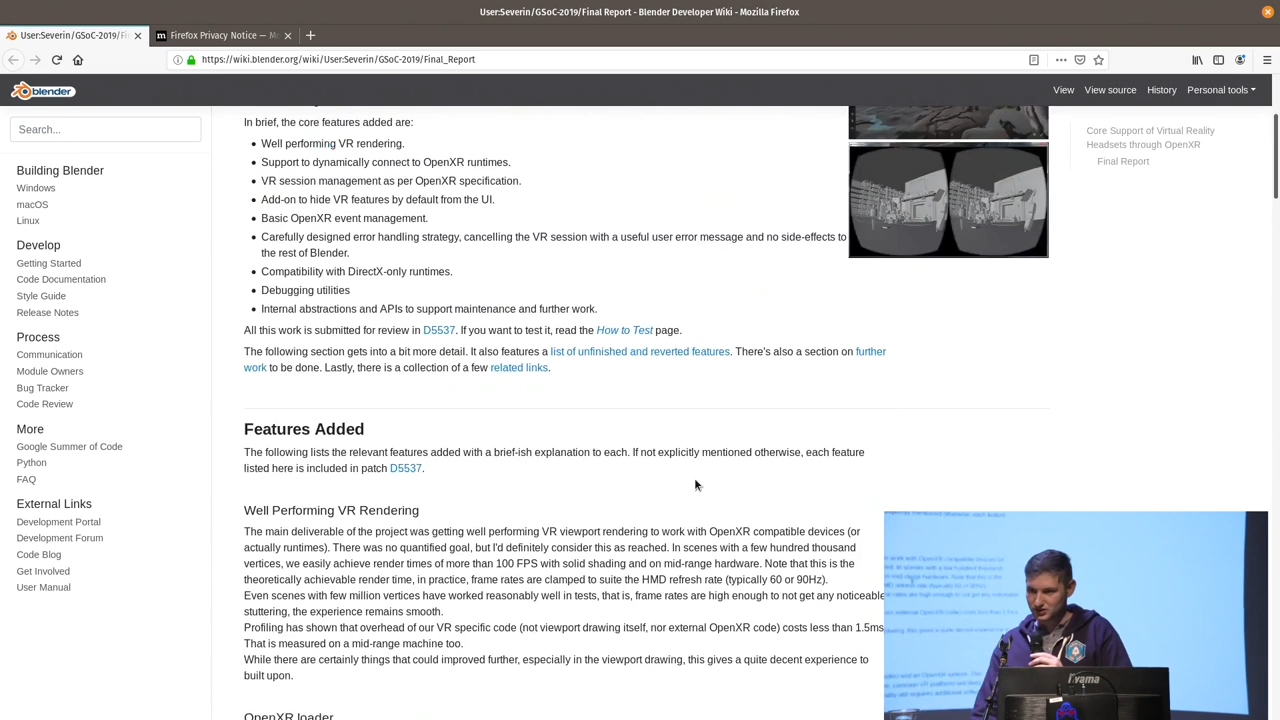 User:Severin/GSoC-2019/Final Report - Blender Developer Wiki - Mozilla Firefox
User:Severin/GSoC-2019/Fi
Firefox Privacy Notice — M
https://wiki.blender.org/wiki/User:Severin/GSoC-2019/Final_Report
blender
View
View source
History
Personal tools
Search...
Building Blender
Windows
macOS
Linux
Develop
Getting Started
Code Documentation
Style Guide
Release Notes
Process
Communication
Module Owners
Bug Tracker
Code Review
More
Google Summer of Code
Python
FAQ
External Links
Development Portal
Development Forum
Code Blog
Get Involved
User Manual
In brief, the core features added are:
Well performing VR rendering.
Support to dynamically connect to OpenXR runtimes.
VR session management as per OpenXR specification.
Add-on to hide VR features by default from the UI.
Basic OpenXR event management.
Carefully designed error handling strategy, cancelling the VR session with a useful user error message and no side-effects to
the rest of Blender.
Compatibility with DirectX-only runtimes.
Debugging utilities
Internal abstractions and APIs to support maintenance and further work.
All this work is submitted for review in D5537. If you want to test it, read the How to Test page.
The following section gets into a bit more detail. It also features a list of unfinished and reverted features. There's also a section on further
work to be done. Lastly, there is a collection of a few related links.
Features Added
The following lists the relevant features added with a brief-ish explanation to each. If not explicitly mentioned otherwise, each feature
listed here is included in patch D5537.
Well Performing VR Rendering
The main deliverable of the project was getting well performing VR viewport rendering to work with OpenXR compatible devices (or
actually runtimes). There was no quantified goal, but I'd definitely consider this as reached. In scenes with a few hundred thousand
vertices, we easily achieve render times of more than 100 FPS with solid shading and on mid-range hardware. Note that this is the
theoretically achievable render time, in practice, frame rates are clamped to suite the HMD refresh rate (typically 60 or 90Hz).
Even scenes with few million vertices have worked reasonably well in tests, that is, frame rates are high enough to not get any noticeable
stuttering, the experience remains smooth.
Profiling has shown that overhead of our VR specific code (not viewport drawing itself, nor external OpenXR code) costs less than 1.5ms
That is measured on a mid-range machine too.
While there are certainly things that could improved further, especially in the viewport drawing, this gives a quite decent experience to
built upon.
OpenXR loader
Core Support of Virtual Reality
Headsets through OpenXR
Final Report
iiyama